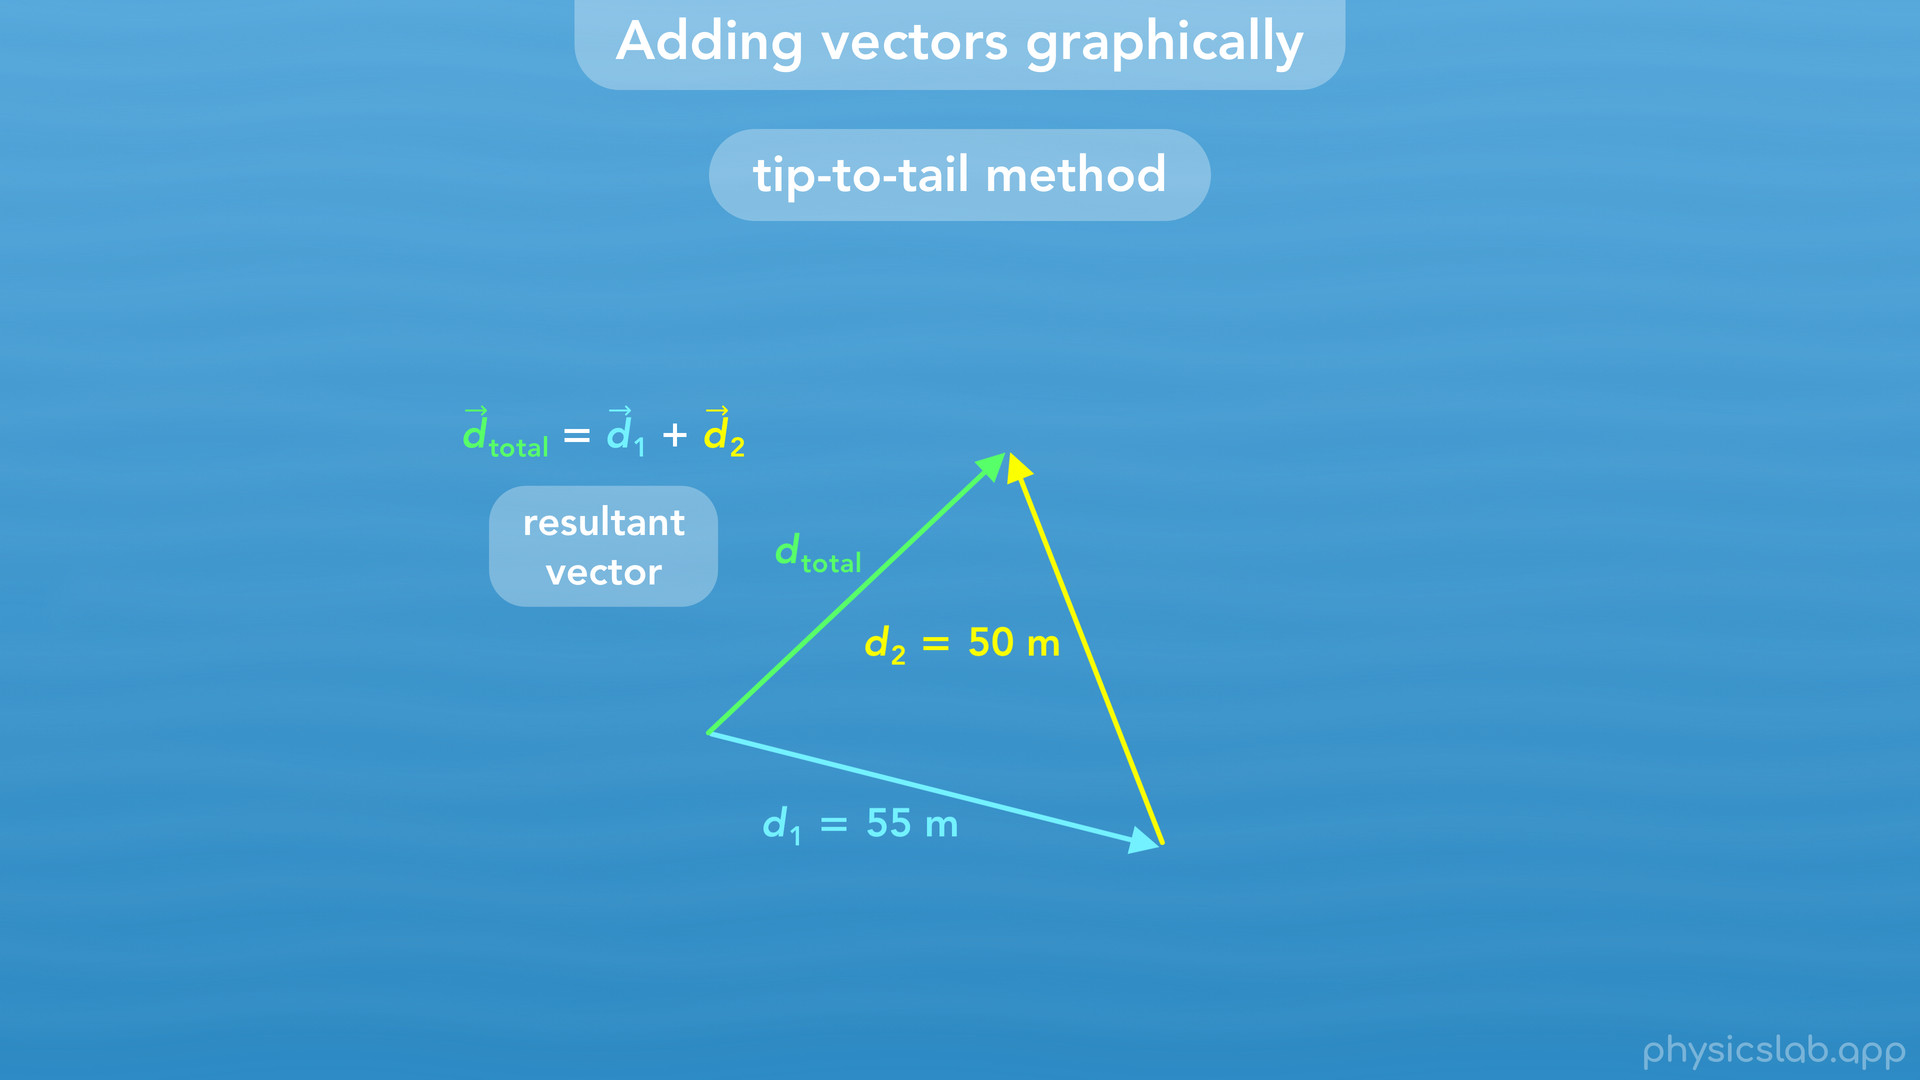 Adding vectors graphically
tip-to-tail method
d⃗total = d⃗1 + d⃗2
resultant
vector
dtotal
d2 = 50 m
d1 = 55 m
physicslab.app